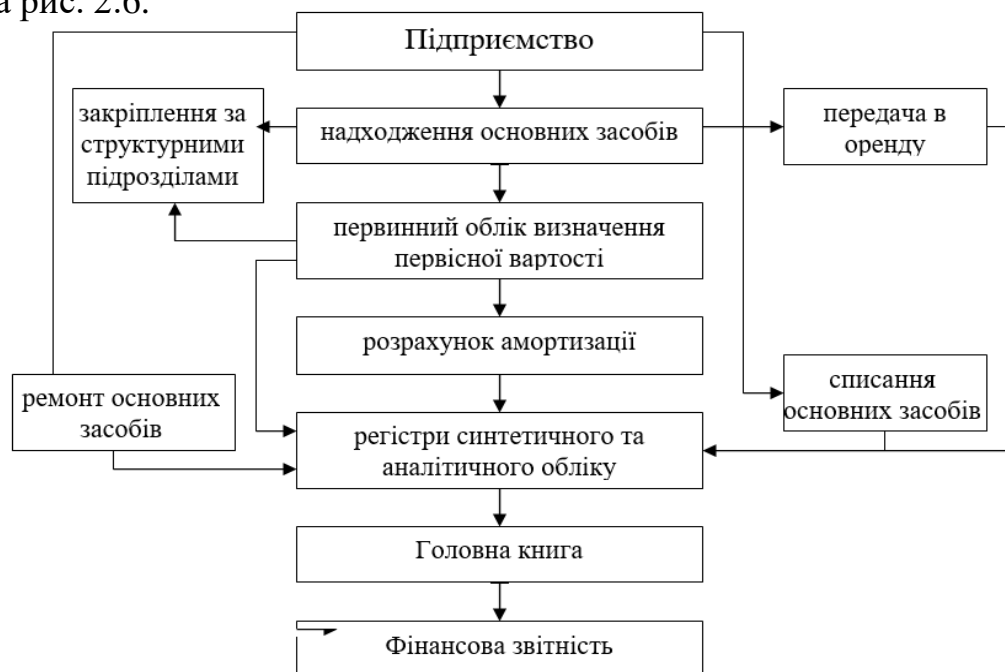 а рис. 2.6.
Підприємство
закріплення за
структурними
підрозділами
надходження основних засобів
передача в
оренду
первинний облік визначення
первісної вартості
розрахунок амортизації
ремонт основних
засобів
списання
основних засобів
регістри синтетичного та
аналітичного обліку
Головна книга
Фінансова звітність